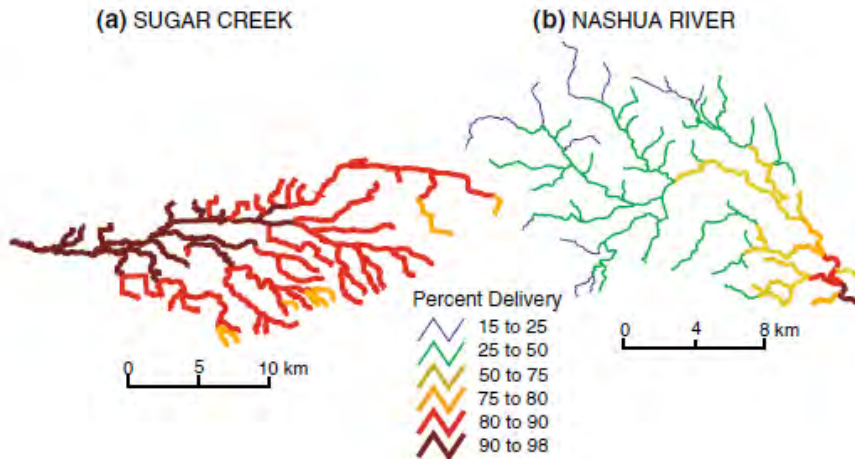 (a) SUGAR CREEK
(b) NASHUA RIVER
Percent Delivery
15 to 25
25 to 50
50 to 75
75 to 80
80 to 90
90 to 98
0 5 10 km
0 4 8 km